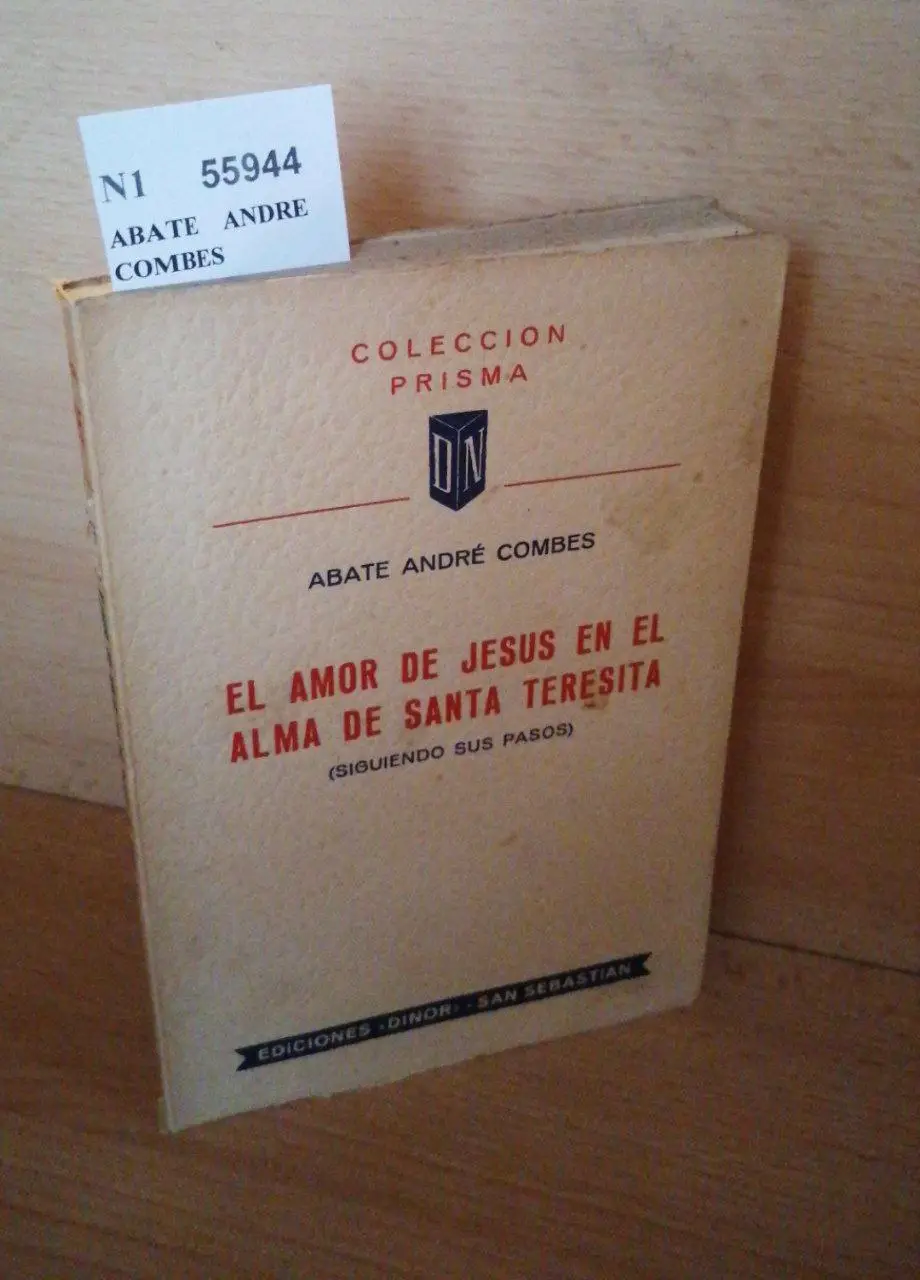 N1 55944
ABATE ANDRE
COMBES
COLECCION
PRISMA
DN
ABATE ANDRÉ COMBES
EL AMOR DE JESUS EN EL
ALMA DE SANTA TERESITA
(SIGUIENDO SUS PASOS)
EDICIONES «DINOR» - SAN SEBASTIAN